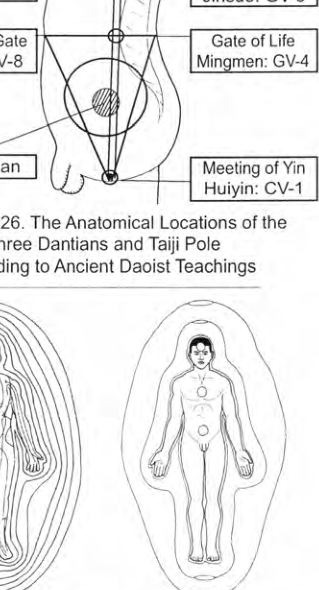 Gate
V-8
Gate of Life
Mingmen: GV-4
an
Meeting of Yin
Huiyin: CV-1
26. The Anatomical Locations of the
hree Dantians and Taiji Pole
ding to Ancient Daoist Teachings